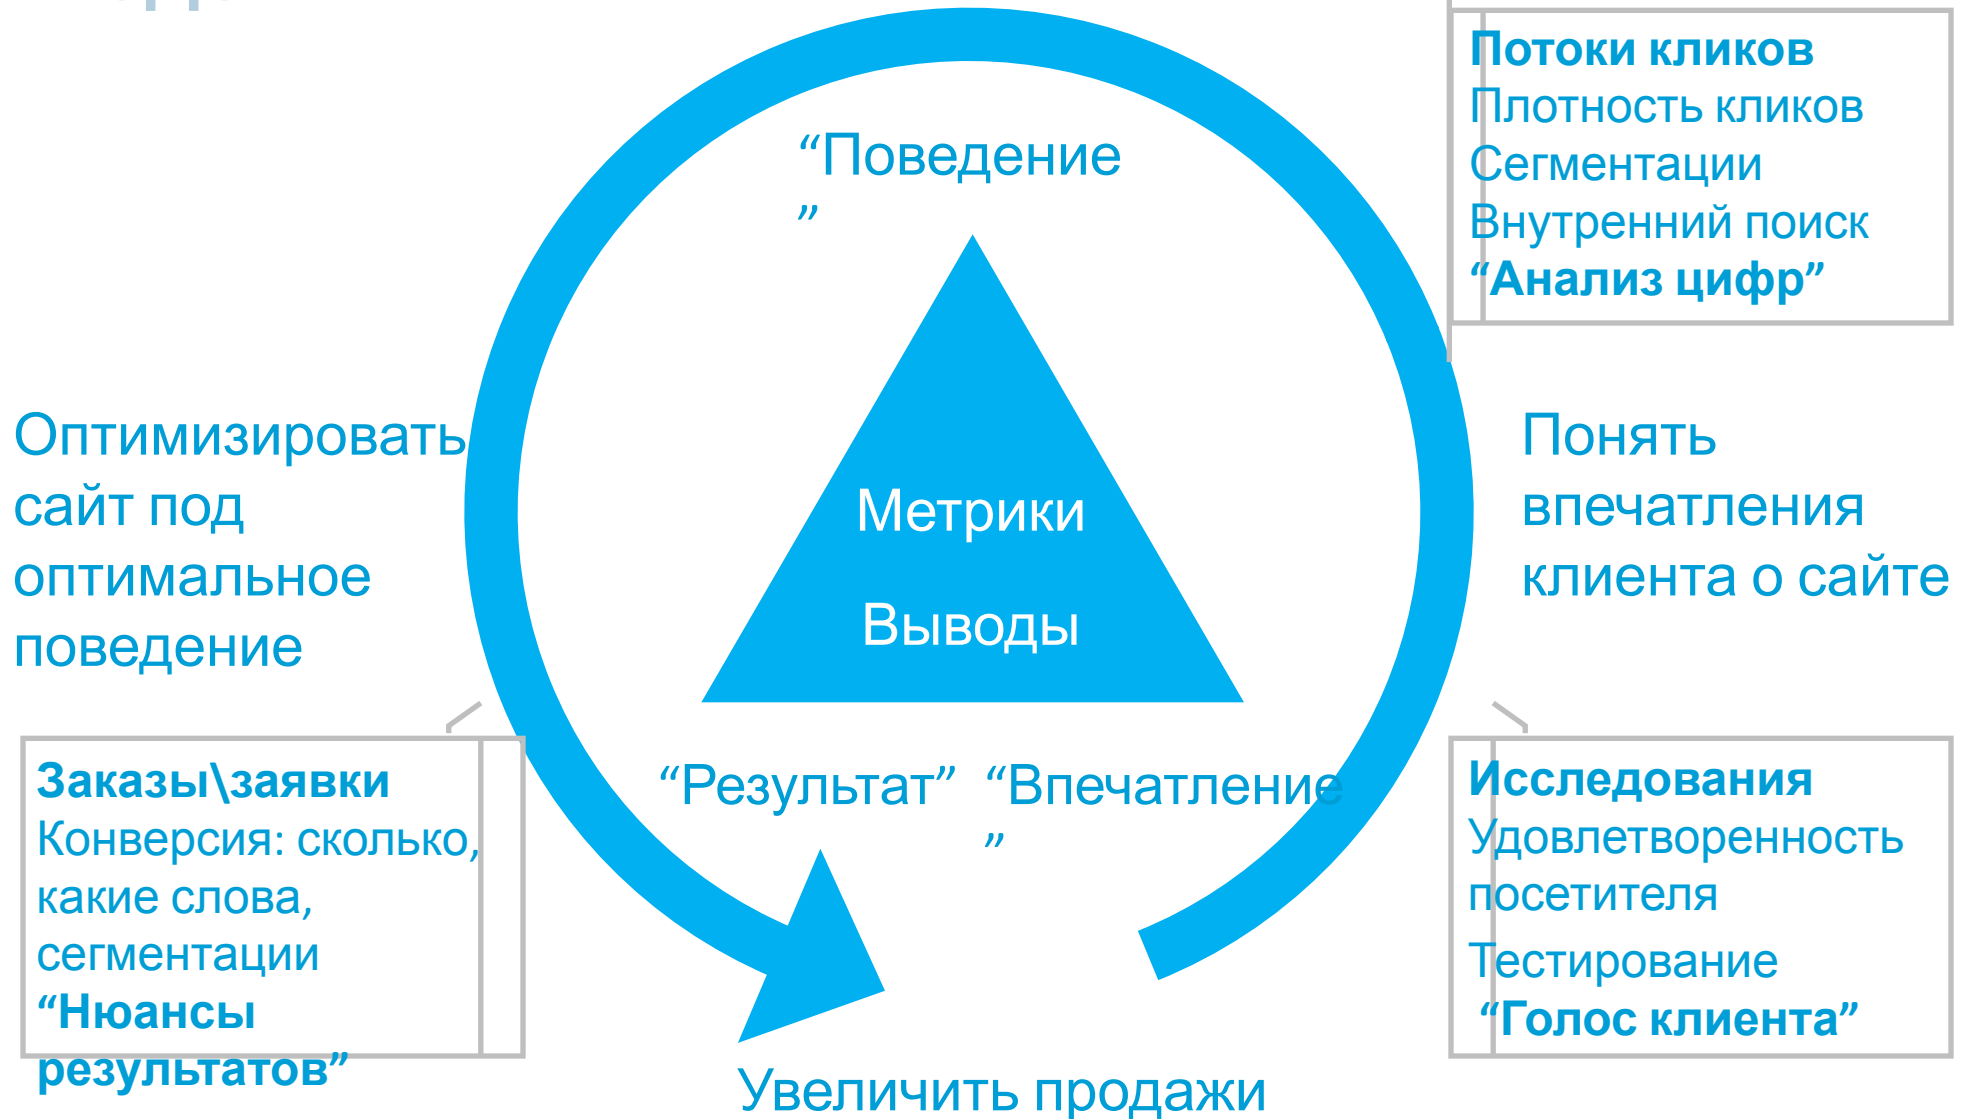 “Поведение
”
Потоки кликов
Плотность кликов
Сегментации
Внутренний поиск
“Анализ цифр”
Оптимизировать
сайт под
оптимальное
поведение
Метрики
Выводы
Понять
впечатления
клиента о сайте
“Результат”
“Впечатление
”
Заказы\заявки
Конверсия: сколько,
какие слова,
сегментации
“Нюансы
результатов”
Исследования
Удовлетворенность
посетителя
Тестирование
“Голос клиента”
Увеличить продажи